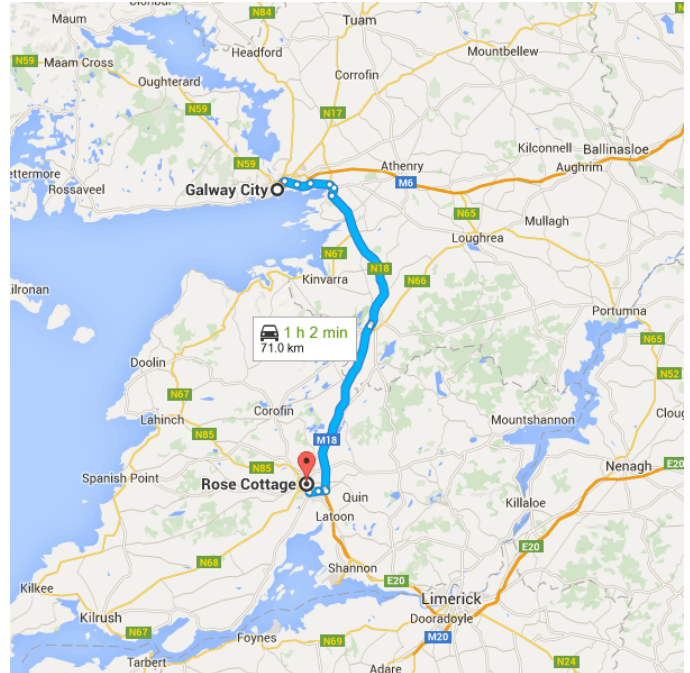 Clonbur
Maum
N84
Tuam
Headford
N59
Mountbellew
Maam Cross
Corrofin
Oughterard
N59
N17
Kilconnell
Ballinasloe
N59
Athenry
Aughrim
ettermore
Galway City
M6
Rossaveel
N65
Mullagh
N67
Loughrea
Kinvarra
N18
N66
ilronan
Portumna
1 h 2 min
71.0 km
N65
Doolin
N52
N67
Corofin
Lahinch
Mountshannon
Cloug
N85
M18
Nenagh
E20
N85
Spanish Point
Rose Cottage
Quin
Killaloe
Latoon
E20
N68
Shannon
E20
Kilkee
Limerick
Kilrush
Dooradoyle
N67
Foynes
N69
M20
Tarbert
N24
Adare